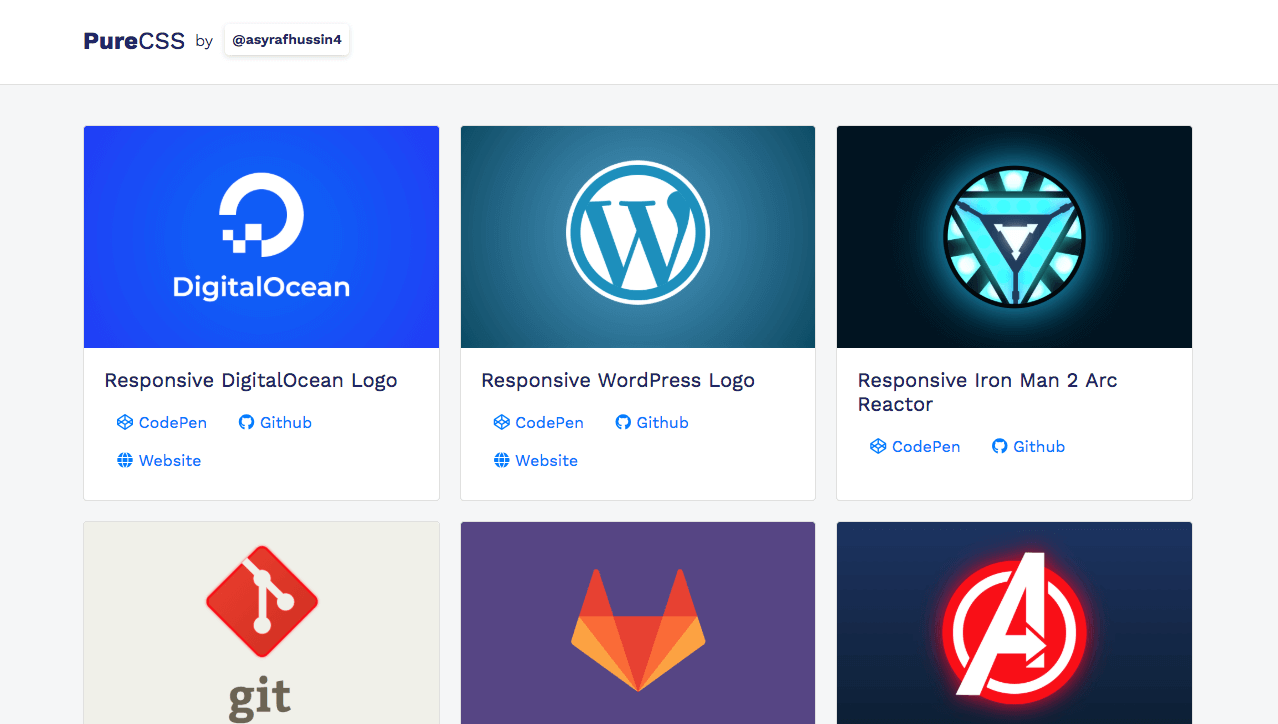 PureCSS by @asyrafhussin4
DigitalOcean
Responsive DigitalOcean Logo
CodePen Github
Website
W
Responsive WordPress Logo
CodePen Github
Website
Responsive Iron Man 2 Arc
Reactor
CodePen Github
git
A